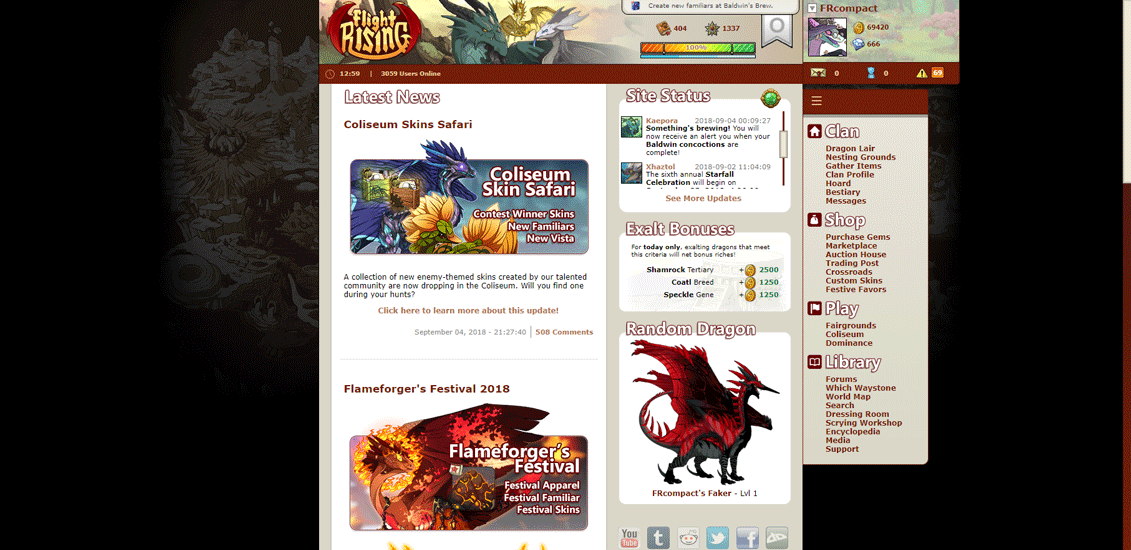 Flight
RISING
Create new familiars at Baldwin's Brew.
404
1337
100%
12:59 | 3059 Users Online
FRcompact
69420
666
0
0
69
Latest News
Coliseum Skins Safari
Coliseum
Skin Safari
Contest Winner Skins
New Familiars
New Vista
A collection of new enemy-themed skins created by our talented
community are now dropping in the Coliseum. Will you find one
during your hunts?
Click here to learn more about this update!
September 04, 2018 - 21:27:40 | 508 Comments
Flameforger's Festival 2018
Flameforger's
Festival
Festival Apparel
Festival Familiar
Festival Skins
Site Status
Kaepora 2018-09-04 00:09:27
Something's brewing! You will
now receive an alert you when your
Baldwin concoctions are
complete!
Xhaztol 2018-09-02 11:04:09
The sixth annual Starfall
Celebration will begin on
See More Updates
Exalt Bonuses
For today only, exalting dragons that meet
this criteria will net bonus riches!
Shamrock Tertiary + 2500
Coatl Breed + 1250
Speckle Gene + 1250
Random Dragon
FRcompact's Faker - Lvl 1
You
Tube
Clan
Dragon Lair
Nesting Grounds
Gather Items
Clan Profile
Hoard
Bestiary
Messages
Shop
Purchase Gems
Marketplace
Auction House
Trading Post
Crossroads
Custom Skins
Festive Favors
Play
Fairgrounds
Coliseum
Dominance
Library
Forums
Which Waystone
World Map
Search
Dressing Room
Scrying Workshop
Encyclopedia
Media
Support